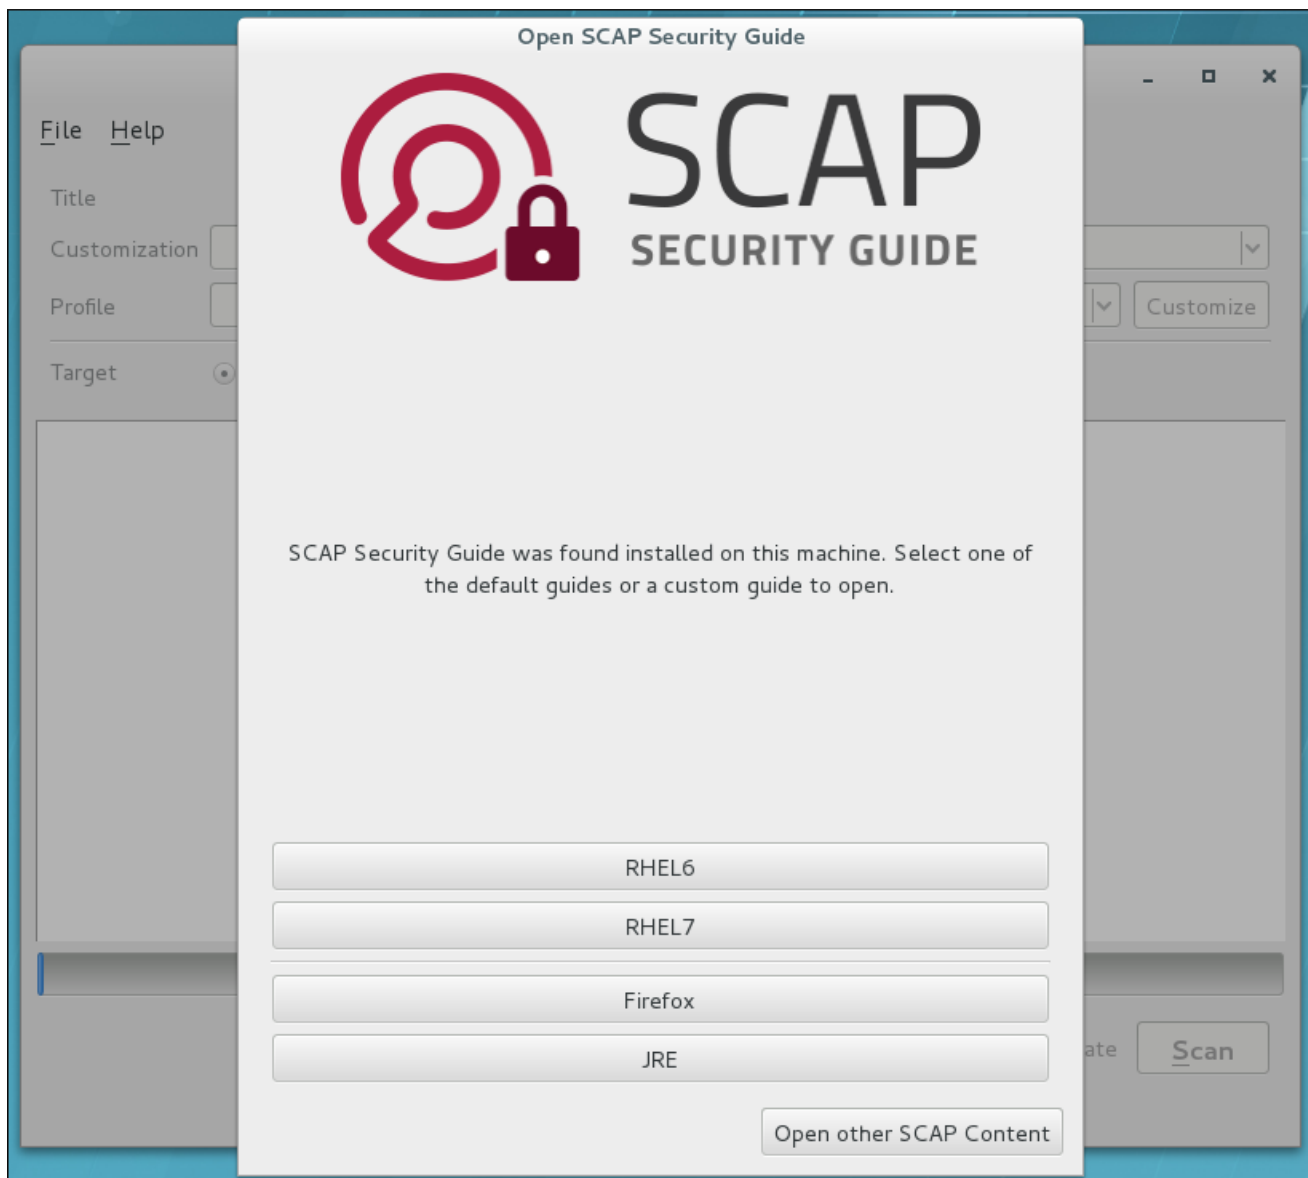 Open SCAP Security Guide
SCAP
SECURITY GUIDE
File Help
Title
Customization
Profile
Customize
Target
SCAP Security Guide was found installed on this machine. Select one of
the default guides or a custom guide to open.
RHEL6
RHEL7
Firefox
JRE
Scan
Open other SCAP Content